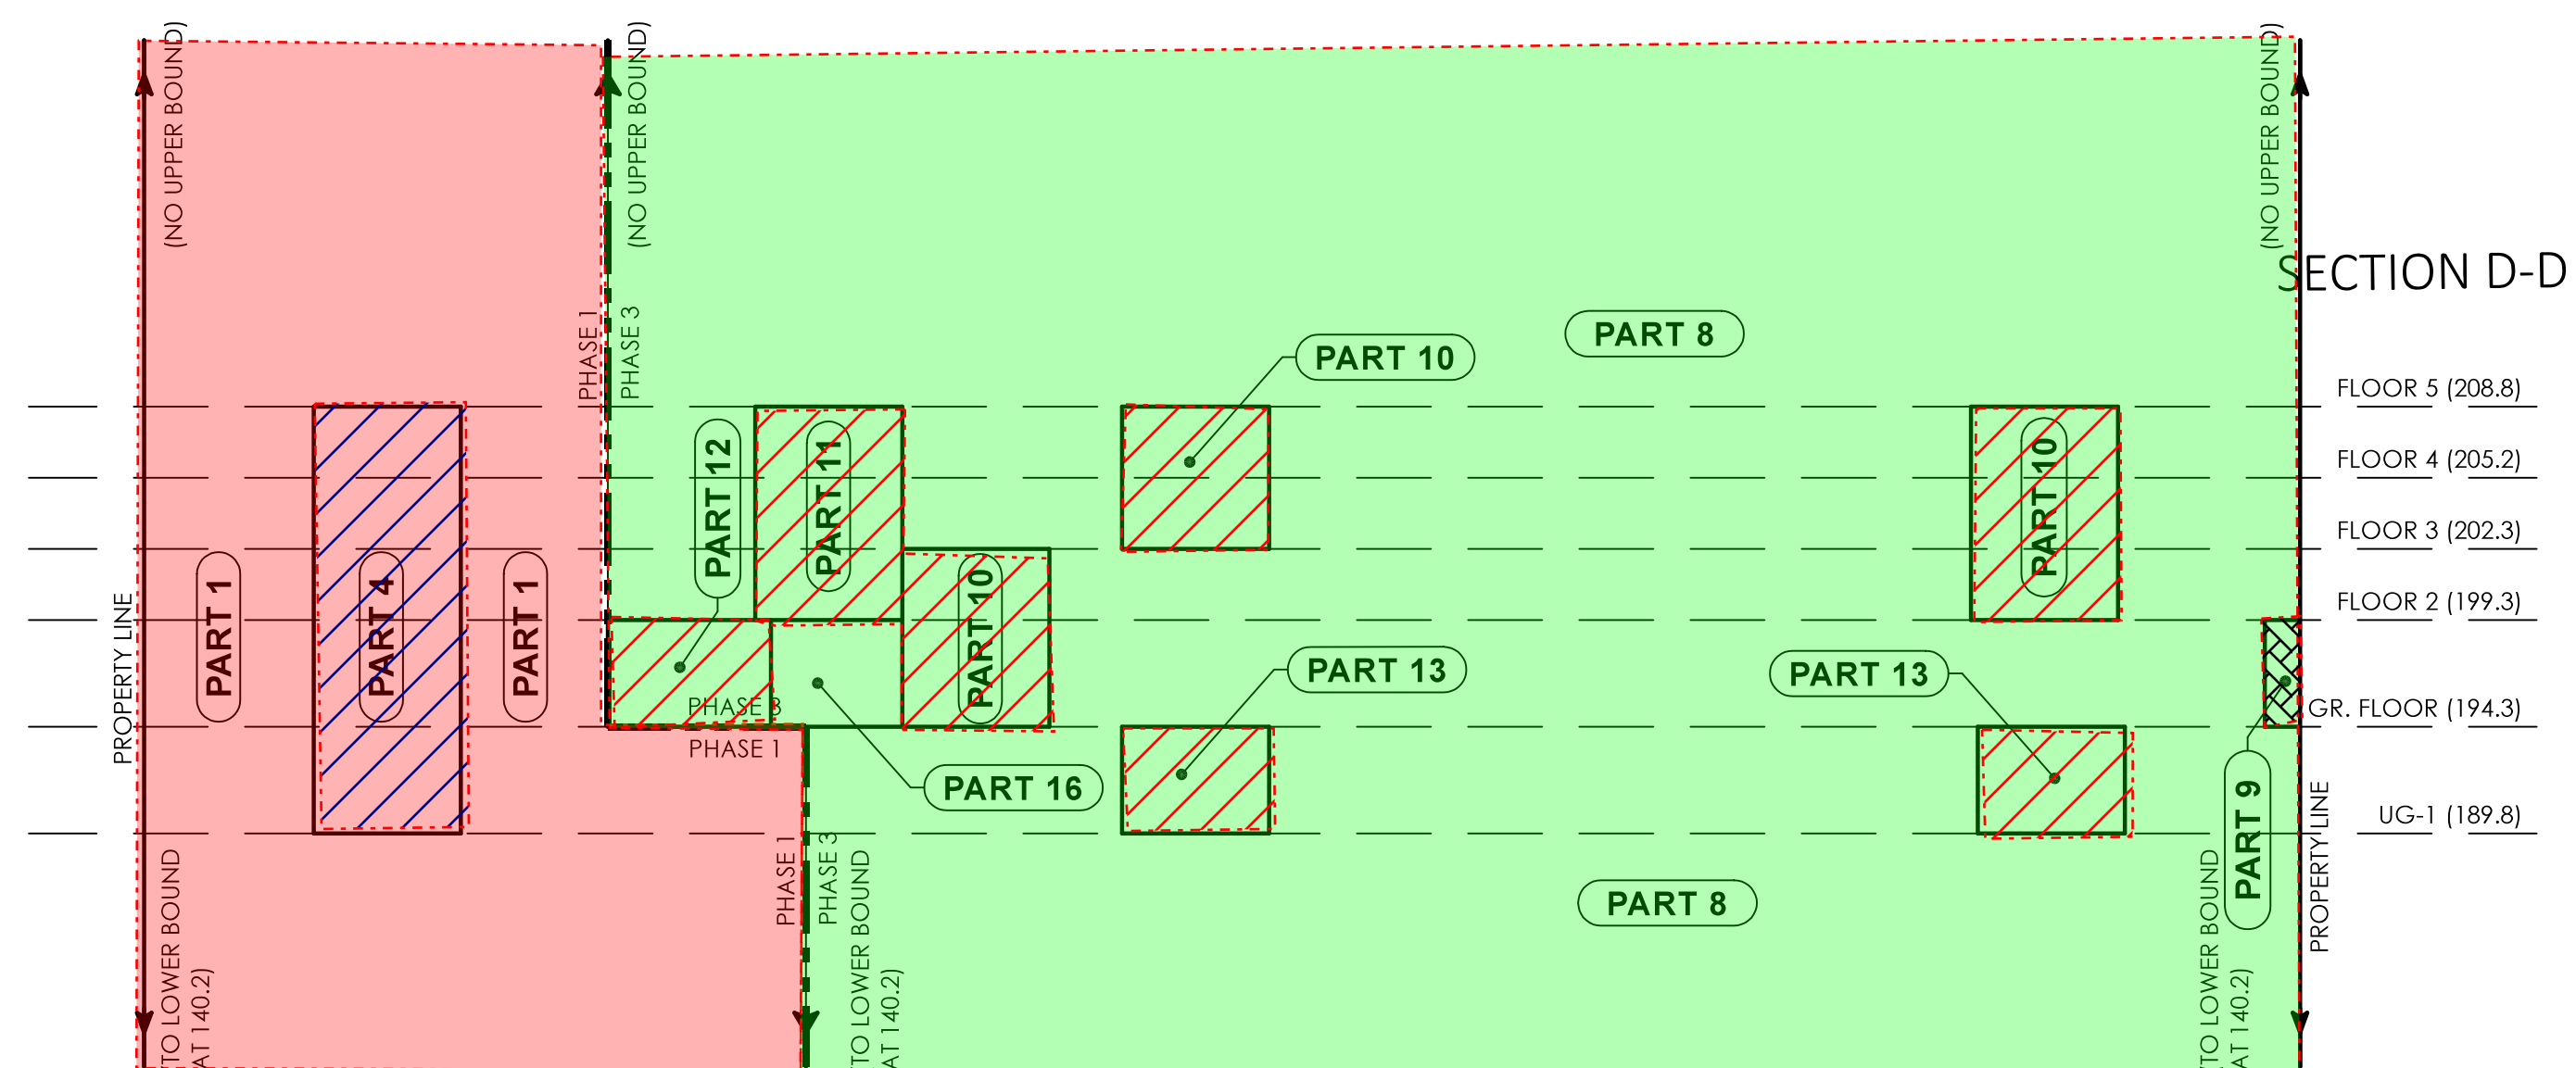 (NO UPPER BOUND)
(NO UPPER BOUND)
(NO UPPER BOUND)
SECTION D-D
PHASE 1
PHASE 3
PART 8
PART 10
FLOOR 5 (208.8)
PART 12
PART 11
PART 10
FLOOR 4 (205.2)
FLOOR 3 (202.3)
PART 1
PART 4
PART 1
PART 10
FLOOR 2 (199.3)
PROPERTY LINE
PART 13
PART 13
PHASE 3
GR. FLOOR (194.3)
PHASE 1
PART 16
PART 9
UG-1 (189.8)
PROPERTY LINE
PHASE 1
PHASE 3
PART 8
TO LOWER BOUND
AT 140.2)
TO LOWER BOUND
AT 140.2)
TO LOWER BOUND
AT 140.2)